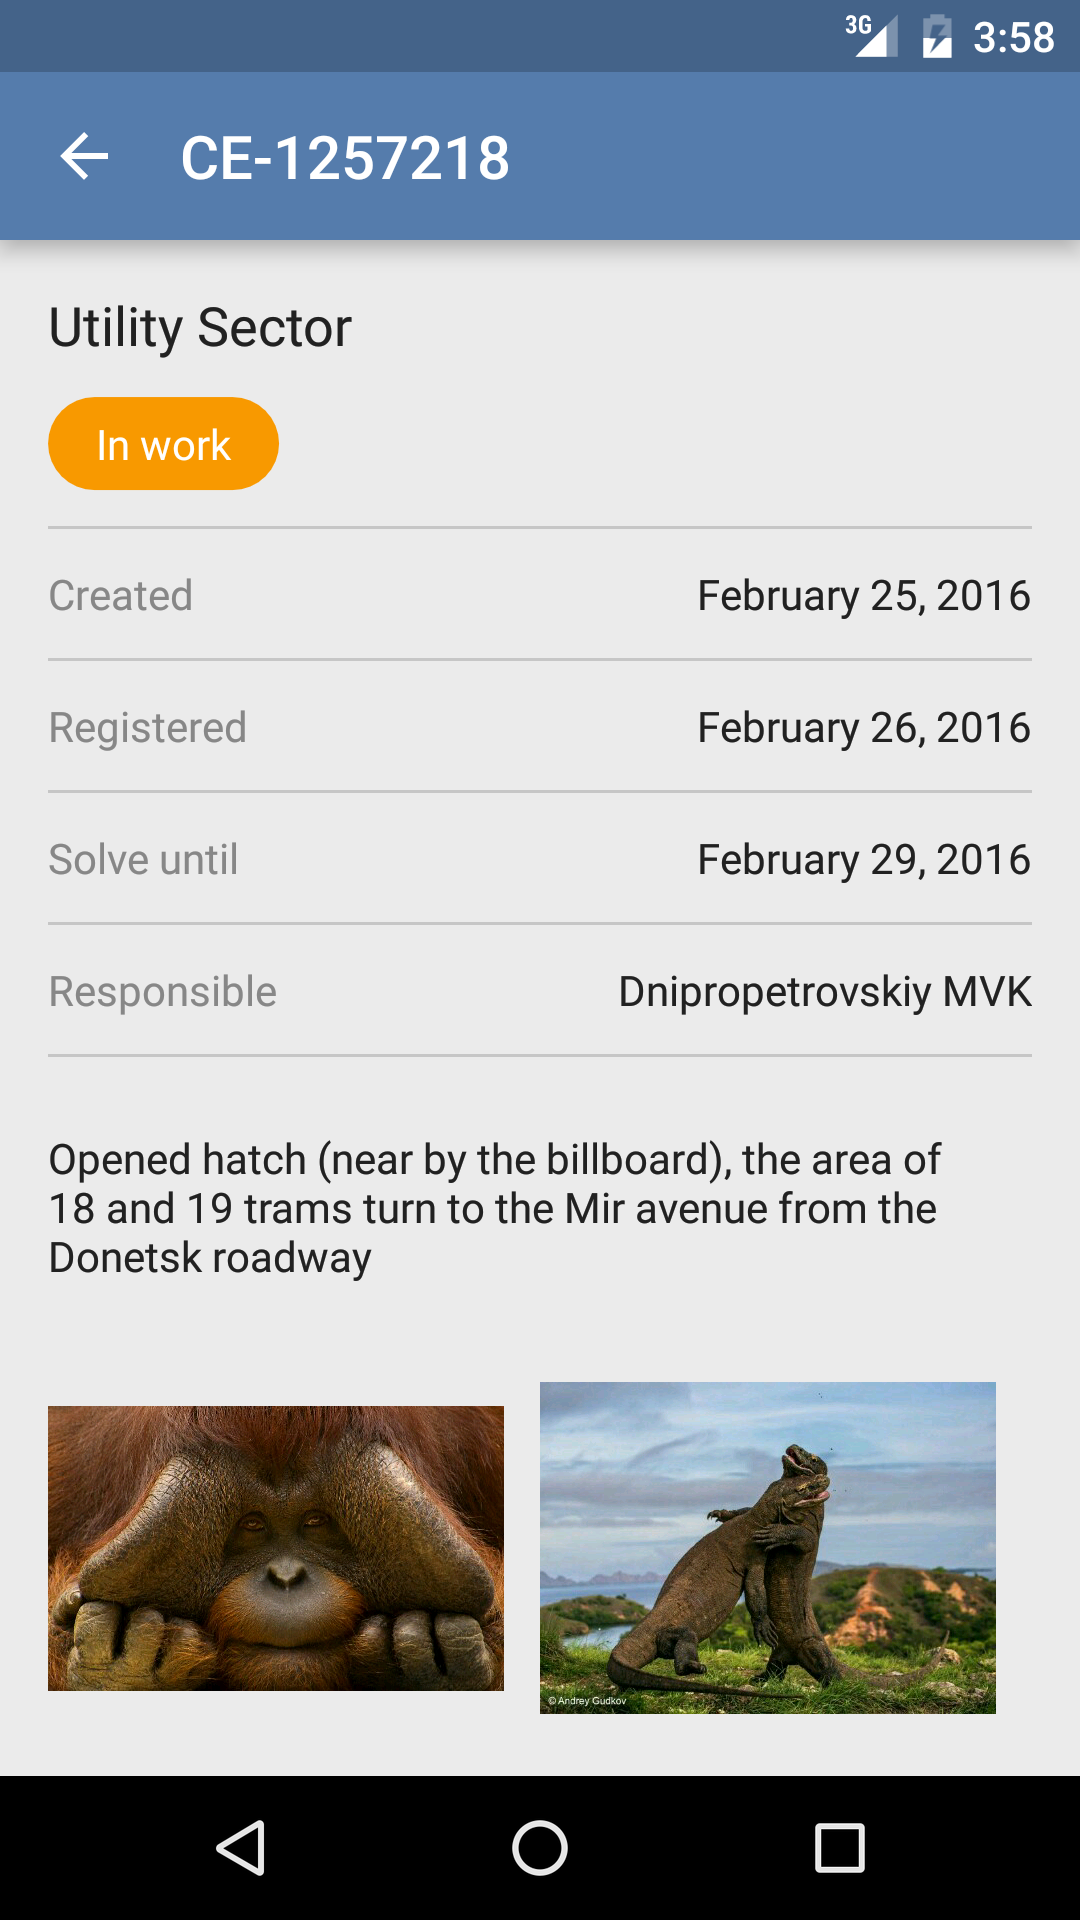 3G 3:58
CE-1257218
Utility Sector
In work
Created February 25, 2016
Registered February 26, 2016
Solve until February 29, 2016
Responsible Dnipropetrovskiy MVK
Opened hatch (near by the billboard), the area of
18 and 19 trams turn to the Mir avenue from the
Donetsk roadway
© Andrey Gudkov